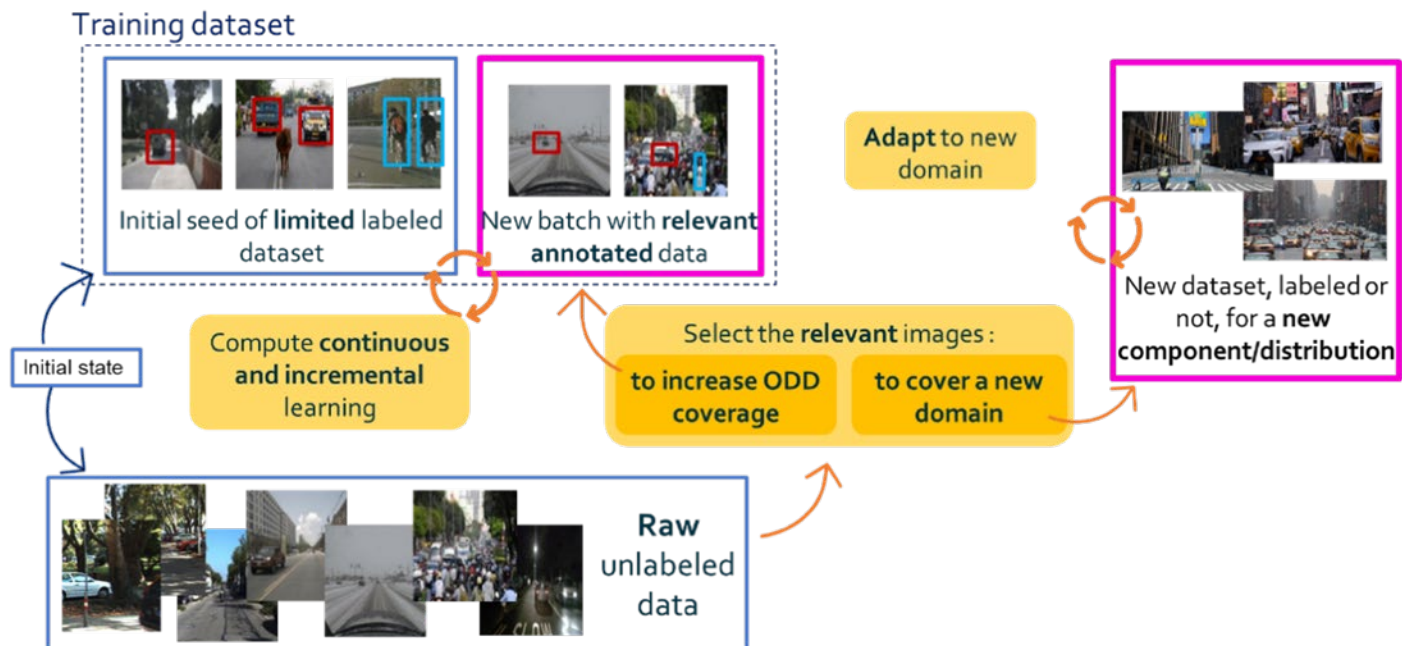 Training dataset
Initial seed of limited labeled
dataset
New batch with relevant
annotated data
Adapt to new
domain
New dataset, labeled or
not, for a new
component/distribution
Initial state
Compute continuous
and incremental
learning
Select the relevant images :
to increase ODD
coverage
to cover a new
domain
Raw
unlabeled
data
SLOW